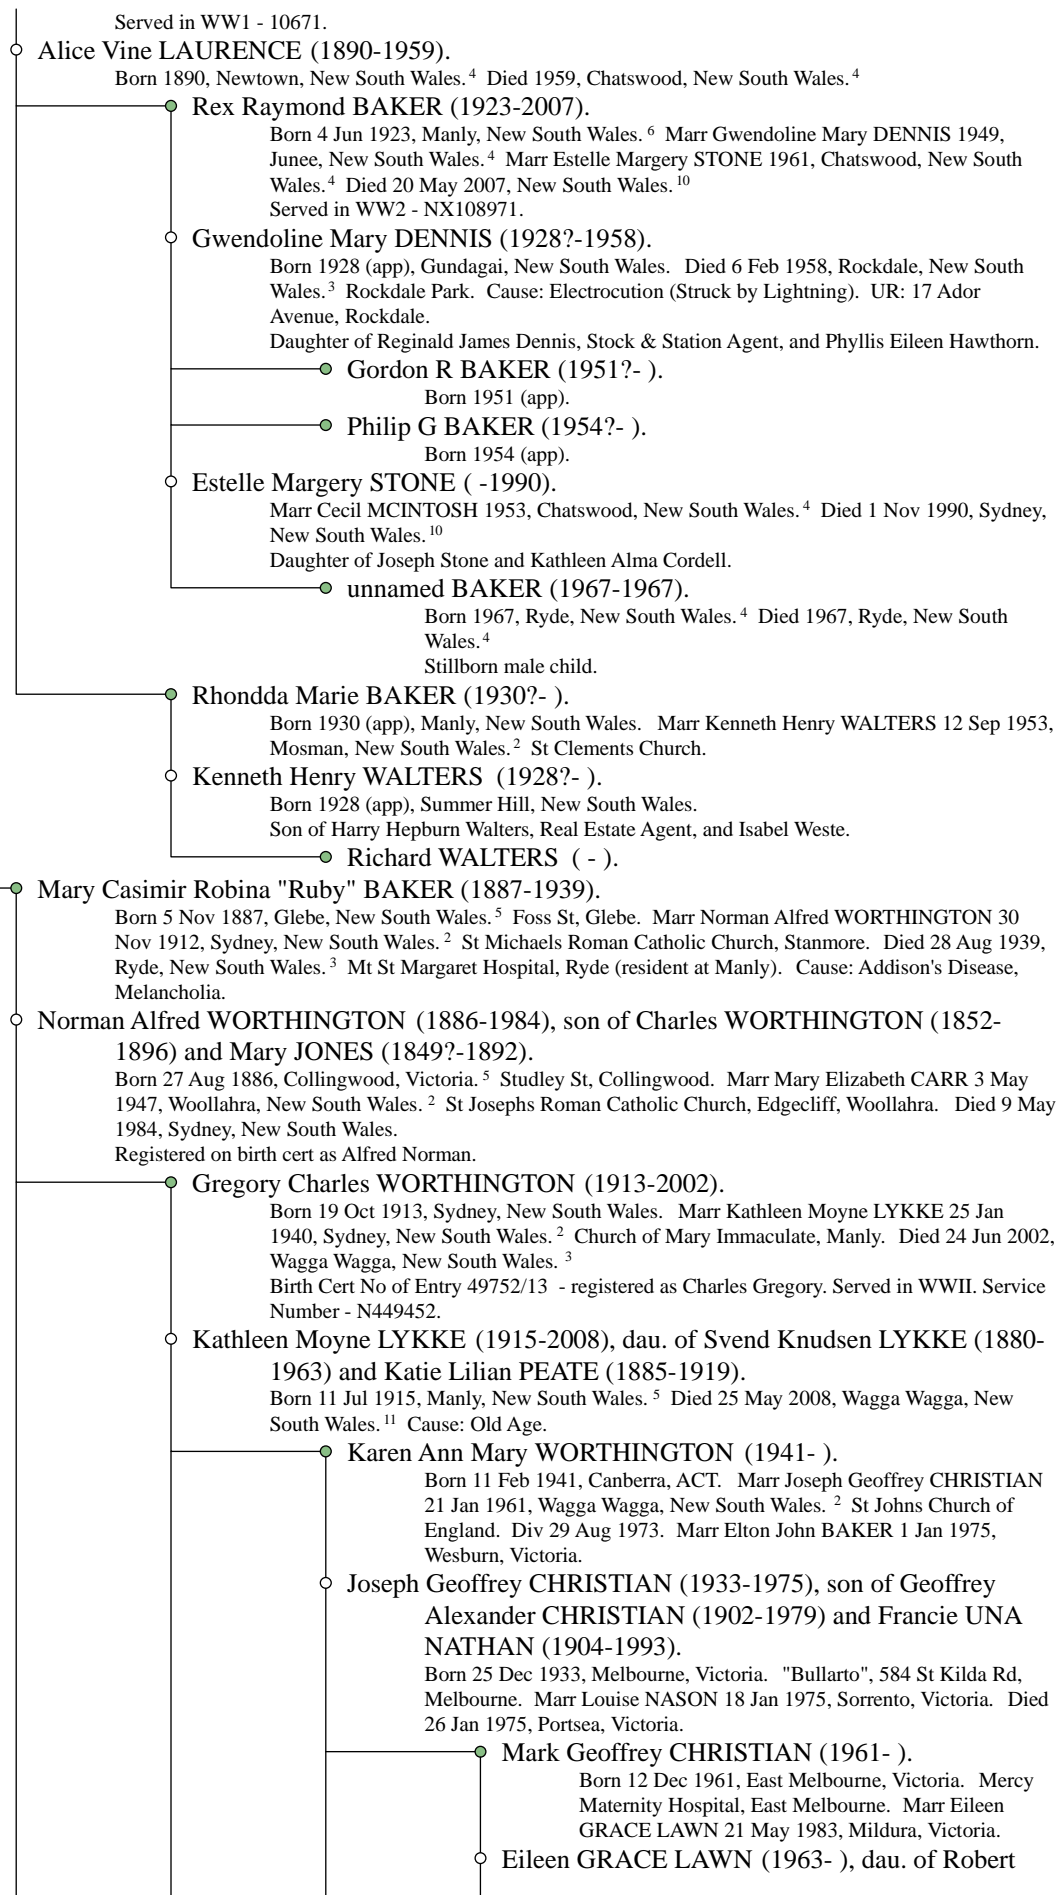 Served in WW1 - 10671.
Alice Vine LAURENCE (1890-1959).
Born 1890, Newtown, New South Wales. 4 Died 1959, Chatswood, New South Wales. 4
Rex Raymond BAKER (1923-2007).
Born 4 Jun 1923, Manly, New South Wales. 6 Marr Gwendoline Mary DENNIS 1949,
Junee, New South Wales. 4 Marr Estelle Margery STONE 1961, Chatswood, New South
Wales. 4 Died 20 May 2007, New South Wales. 10
Served in WW2 - NX108971.
Gwendoline Mary DENNIS (1928?-1958).
Born 1928 (app), Gundagai, New South Wales. Died 6 Feb 1958, Rockdale, New South
Wales. 3 Rockdale Park. Cause: Electrocution (Struck by Lightning). UR: 17 Ador
Avenue, Rockdale.
Daughter of Reginald James Dennis, Stock & Station Agent, and Phyllis Eileen Hawthorn.
Gordon R BAKER (1951?- ).
Born 1951 (app).
Philip G BAKER (1954?- ).
Born 1954 (app).
Estelle Margery STONE ( -1990).
Marr Cecil MCINTOSH 1953, Chatswood, New South Wales. 4 Died 1 Nov 1990, Sydney,
New South Wales. 10
Daughter of Joseph Stone and Kathleen Alma Cordell.
unnamed BAKER (1967-1967).
Born 1967, Ryde, New South Wales. 4 Died 1967, Ryde, New South
Wales. 4
Stillborn male child.
Rhondda Marie BAKER (1930?- ).
Born 1930 (app), Manly, New South Wales. Marr Kenneth Henry WALTERS 12 Sep 1953,
Mosman, New South Wales. 2 St Clements Church.
Kenneth Henry WALTERS (1928?- ).
Born 1928 (app), Summer Hill, New South Wales.
Son of Harry Hepburn Walters, Real Estate Agent, and Isabel Weste.
Richard WALTERS ( - ).
Mary Casimir Robina "Ruby" BAKER (1887-1939).
Born 5 Nov 1887, Glebe, New South Wales. 5 Foss St, Glebe. Marr Norman Alfred WORTHINGTON 30
Nov 1912, Sydney, New South Wales. 2 St Michaels Roman Catholic Church, Stanmore. Died 28 Aug 1939,
Ryde, New South Wales. 3 Mt St Margaret Hospital, Ryde (resident at Manly). Cause: Addison's Disease,
Melancholia.
Norman Alfred WORTHINGTON (1886-1984), son of Charles WORTHINGTON (1852-
1896) and Mary JONES (1849?-1892).
Born 27 Aug 1886, Collingwood, Victoria. 5 Studley St, Collingwood. Marr Mary Elizabeth CARR 3 May
1947, Woollahra, New South Wales. 2 St Josephs Roman Catholic Church, Edgecliff, Woollahra. Died 9 May
1984, Sydney, New South Wales.
Registered on birth cert as Alfred Norman.
Gregory Charles WORTHINGTON (1913-2002).
Born 19 Oct 1913, Sydney, New South Wales. Marr Kathleen Moyne LYKKE 25 Jan
1940, Sydney, New South Wales. 2 Church of Mary Immaculate, Manly. Died 24 Jun 2002,
Wagga Wagga, New South Wales. 3
Birth Cert No of Entry 49752/13 - registered as Charles Gregory. Served in WWII. Service
Number - N449452.
Kathleen Moyne LYKKE (1915-2008), dau. of Svend Knudsen LYKKE (1880-
1963) and Katie Lilian PEATE (1885-1919).
Born 11 Jul 1915, Manly, New South Wales. 5 Died 25 May 2008, Wagga Wagga, New
South Wales. 11 Cause: Old Age.
Karen Ann Mary WORTHINGTON (1941- ).
Born 11 Feb 1941, Canberra, ACT. Marr Joseph Geoffrey CHRISTIAN
21 Jan 1961, Wagga Wagga, New South Wales. 2 St Johns Church of
England. Div 29 Aug 1973. Marr Elton John BAKER 1 Jan 1975,
Wesburn, Victoria.
Joseph Geoffrey CHRISTIAN (1933-1975), son of Geoffrey
Alexander CHRISTIAN (1902-1979) and Francie UNA
NATHAN (1904-1993).
Born 25 Dec 1933, Melbourne, Victoria. "Bullarto", 584 St Kilda Rd,
Melbourne. Marr Louise NASON 18 Jan 1975, Sorrento, Victoria. Died
26 Jan 1975, Portsea, Victoria.
Mark Geoffrey CHRISTIAN (1961- ).
Born 12 Dec 1961, East Melbourne, Victoria. Mercy
Maternity Hospital, East Melbourne. Marr Eileen
GRACE LAWN 21 May 1983, Mildura, Victoria.
Eileen GRACE LAWN (1963- ), dau. of Robert